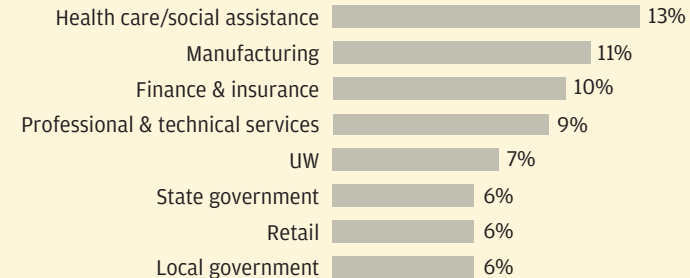 Health care/social assistance 13%
Manufacturing 11%
Finance & insurance 10%
Professional & technical services 9%
UW 7%
State government 6%
Retail 6%
Local government 6%